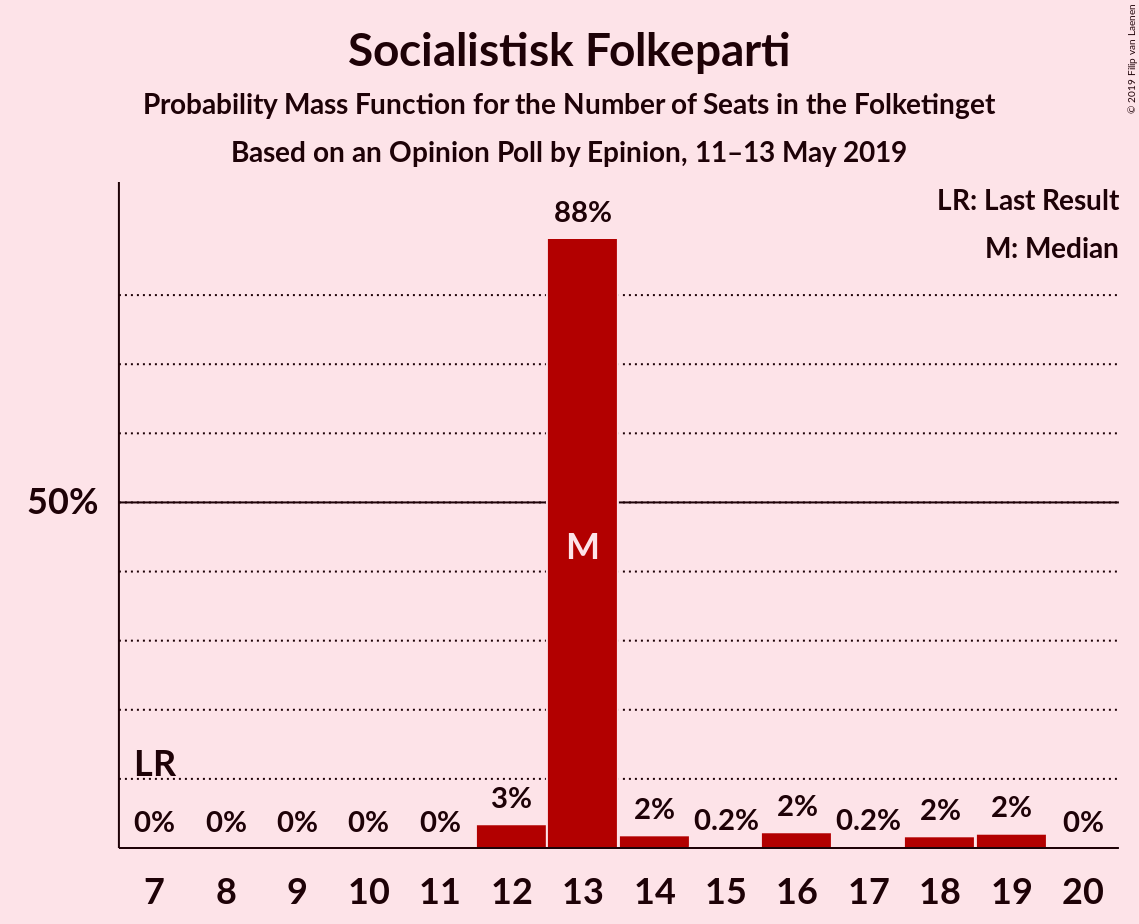 Socialistisk Folkeparti
Probability Mass Function for the Number of Seats in the Folketinget
Based on an Opinion Poll by Epinion, 11–13 May 2019
© 2019 Filip van Laenen
LR: Last Result
M: Median
88%
50%
M
LR
0% 0% 0% 0% 0% 3% 2% 0.2% 2% 0.2% 2% 2% 0%
7 8 9 10 11 12 13 14 15 16 17 18 19 20